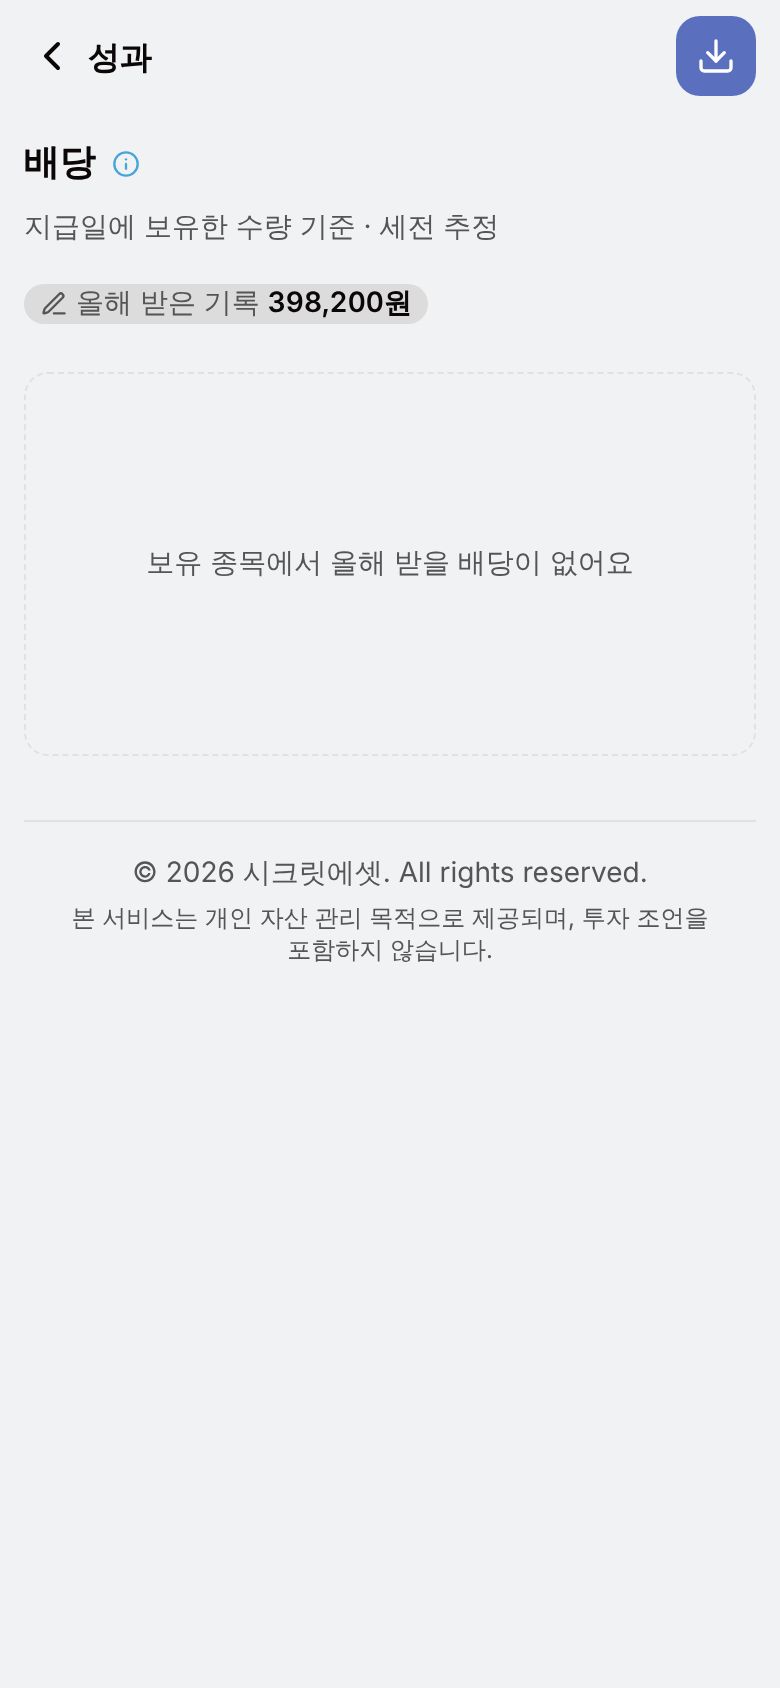 성과
배당
지급일에 보유한 수량 기준 · 세전 추정
올해 받은 기록 398,200원
보유 종목에서 올해 받을 배당이 없어요
© 2026 시크릿에셋. All rights reserved.
본 서비스는 개인 자산 관리 목적으로 제공되며, 투자 조언을
포함하지 않습니다.